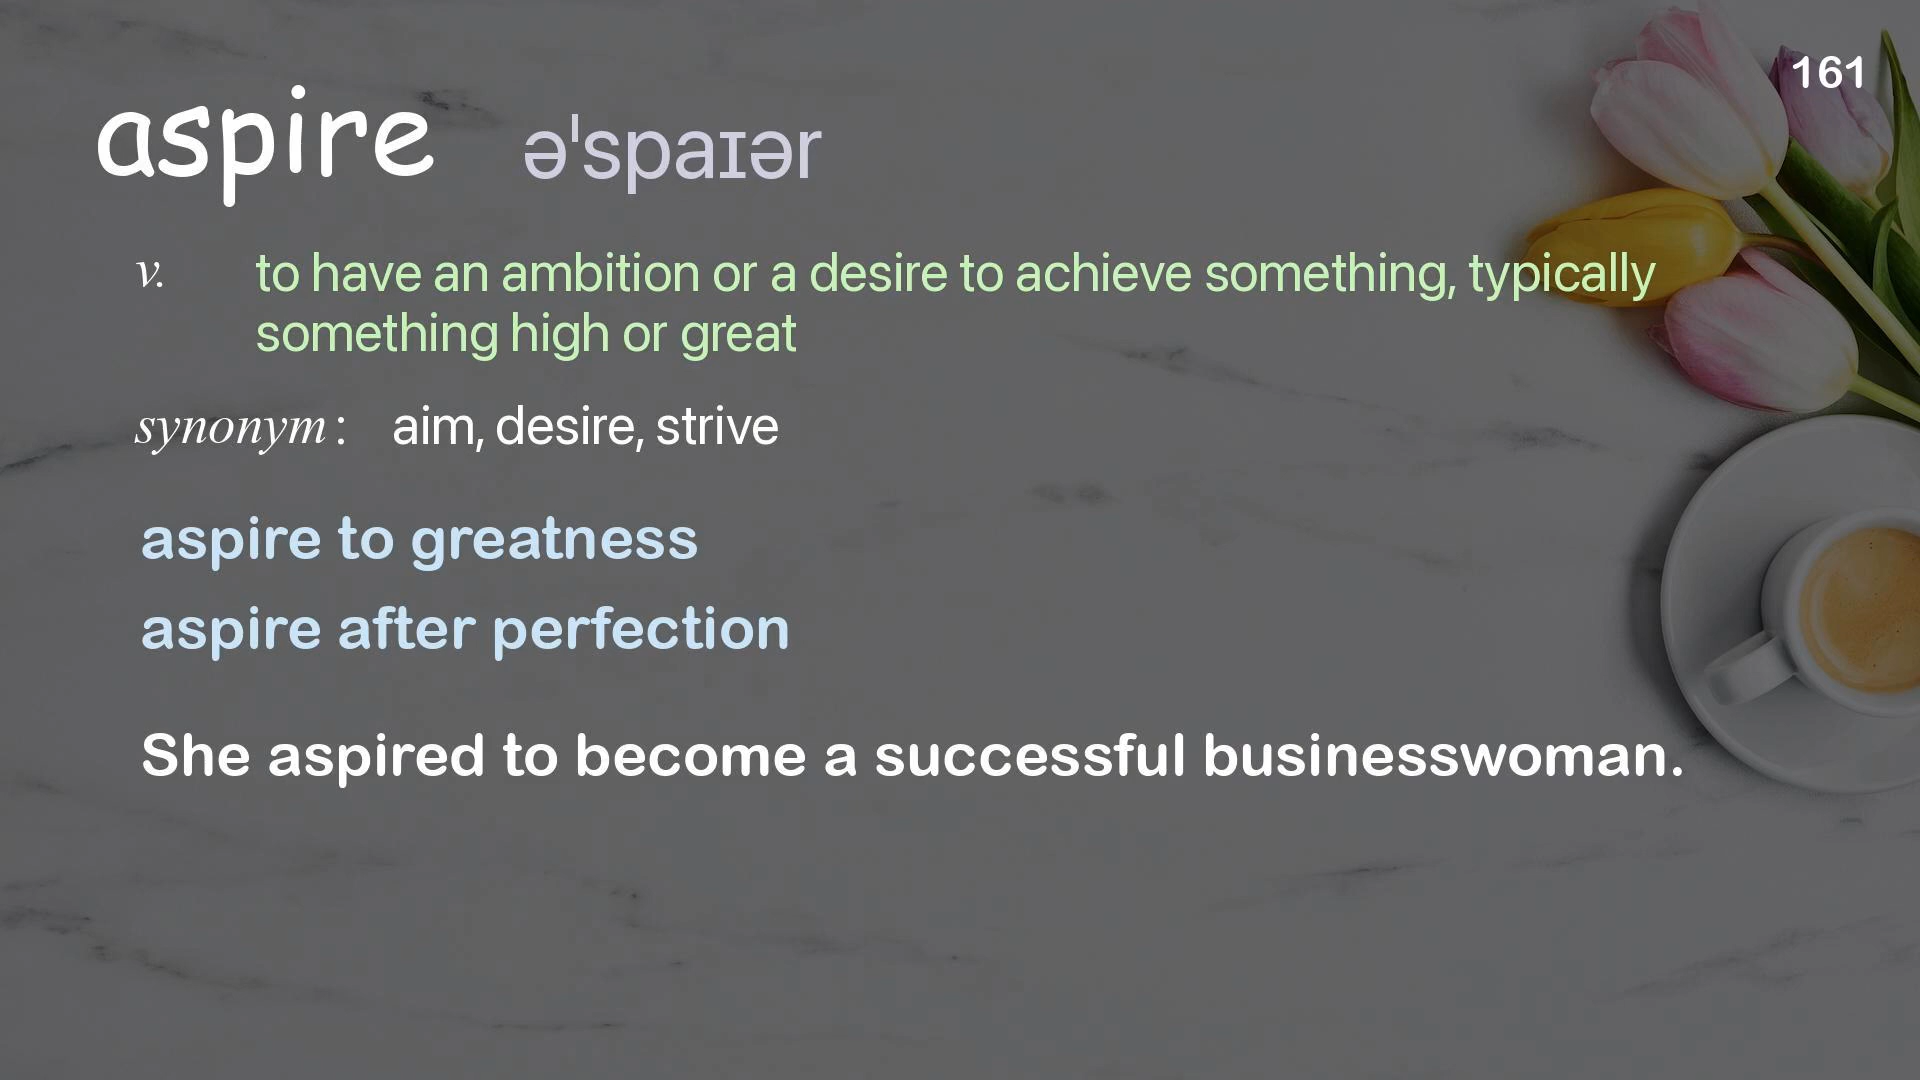 161
aspire əˈspaɪər
v. to have an ambition or a desire to achieve something, typically
something high or great
synonym : aim, desire, strive
aspire to greatness
aspire after perfection
She aspired to become a successful businesswoman.